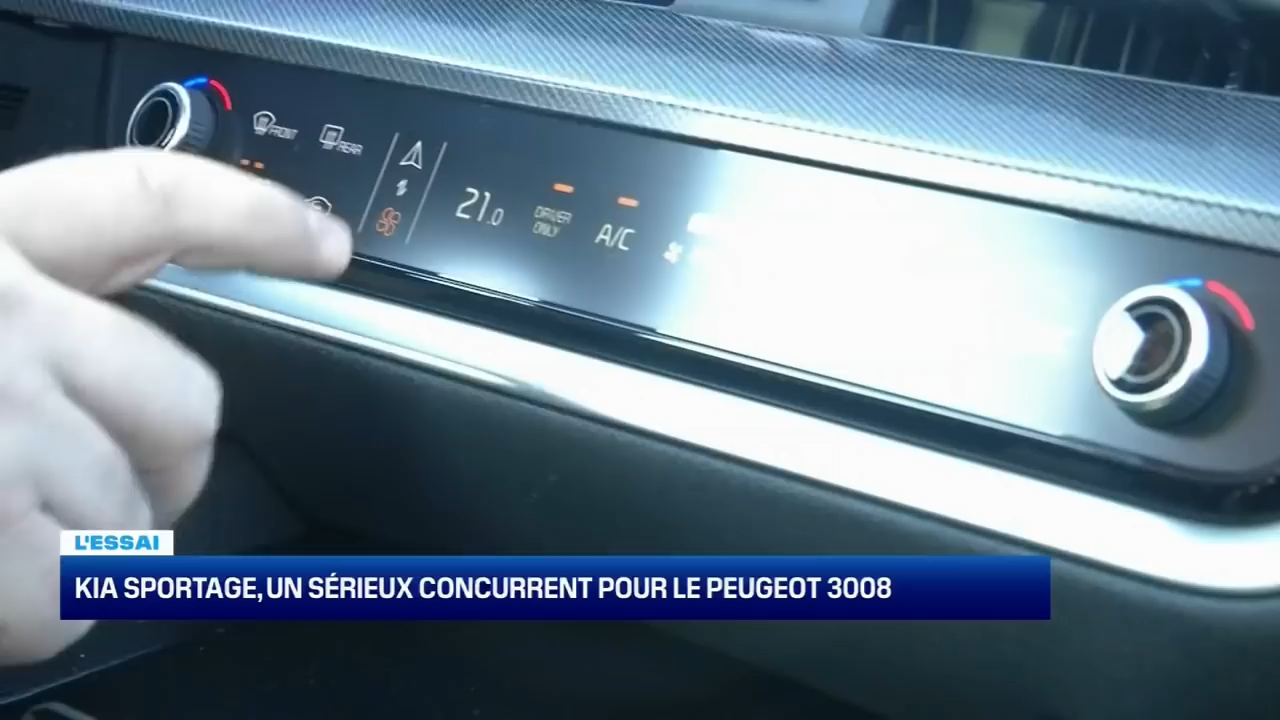 FRONT
REAR
21.0
DRIVER
ONLY
A/C
L'ESSAI
KIA SPORTAGE, UN SÉRIEUX CONCURRENT POUR LE PEUGEOT 3008